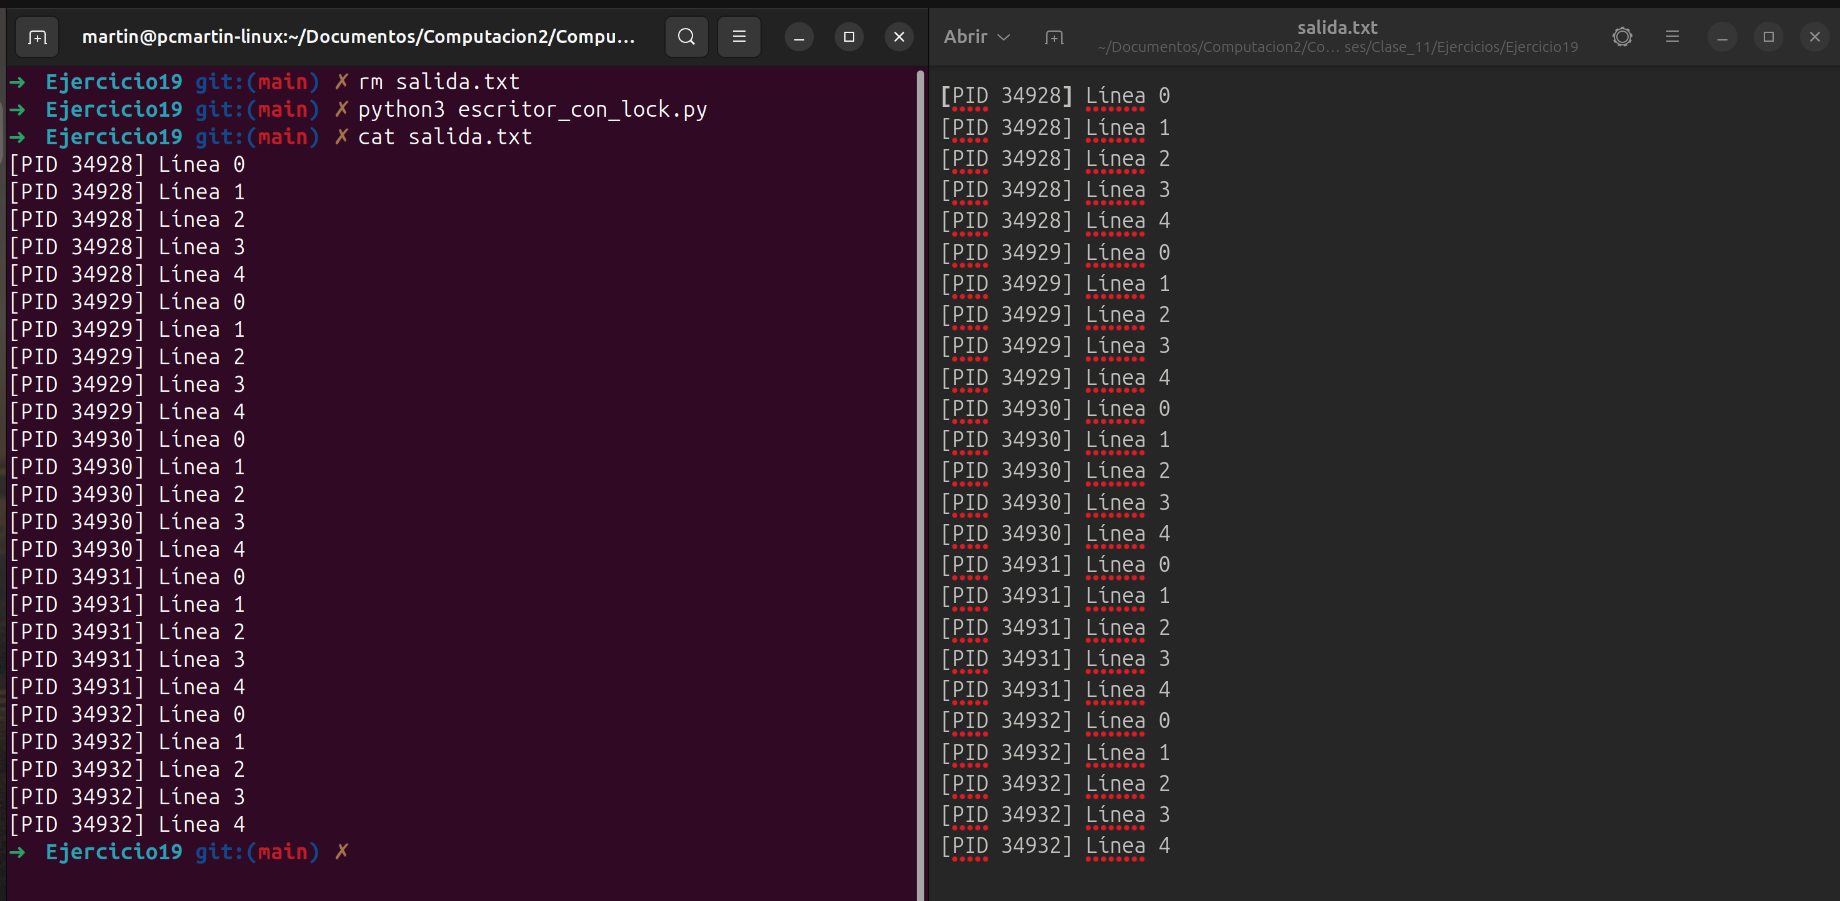 martin@pcmartin-linux:~/Documentos/Computacion2/Compu...
➜ Ejercicio19 git:(main) ✗ rm salida.txt
➜ Ejercicio19 git:(main) ✗ python3 escritor_con_lock.py
➜ Ejercicio19 git:(main) ✗ cat salida.txt
[PID 34928] Línea 0
[PID 34928] Línea 1
[PID 34928] Línea 2
[PID 34928] Línea 3
[PID 34928] Línea 4
[PID 34929] Línea 0
[PID 34929] Línea 1
[PID 34929] Línea 2
[PID 34929] Línea 3
[PID 34929] Línea 4
[PID 34930] Línea 0
[PID 34930] Línea 1
[PID 34930] Línea 2
[PID 34930] Línea 3
[PID 34930] Línea 4
[PID 34931] Línea 0
[PID 34931] Línea 1
[PID 34931] Línea 2
[PID 34931] Línea 3
[PID 34931] Línea 4
[PID 34932] Línea 0
[PID 34932] Línea 1
[PID 34932] Línea 2
[PID 34932] Línea 3
[PID 34932] Línea 4
➜ Ejercicio19 git:(main) ✗
Abrir
salida.txt
~/Documentos/Computacion2/Co... ses/Clase_11/Ejercicios/Ejercicio19
[PID 34928] Línea 0
[PID 34928] Línea 1
[PID 34928] Línea 2
[PID 34928] Línea 3
[PID 34928] Línea 4
[PID 34929] Línea 0
[PID 34929] Línea 1
[PID 34929] Línea 2
[PID 34929] Línea 3
[PID 34929] Línea 4
[PID 34930] Línea 0
[PID 34930] Línea 1
[PID 34930] Línea 2
[PID 34930] Línea 3
[PID 34930] Línea 4
[PID 34931] Línea 0
[PID 34931] Línea 1
[PID 34931] Línea 2
[PID 34931] Línea 3
[PID 34931] Línea 4
[PID 34932] Línea 0
[PID 34932] Línea 1
[PID 34932] Línea 2
[PID 34932] Línea 3
[PID 34932] Línea 4